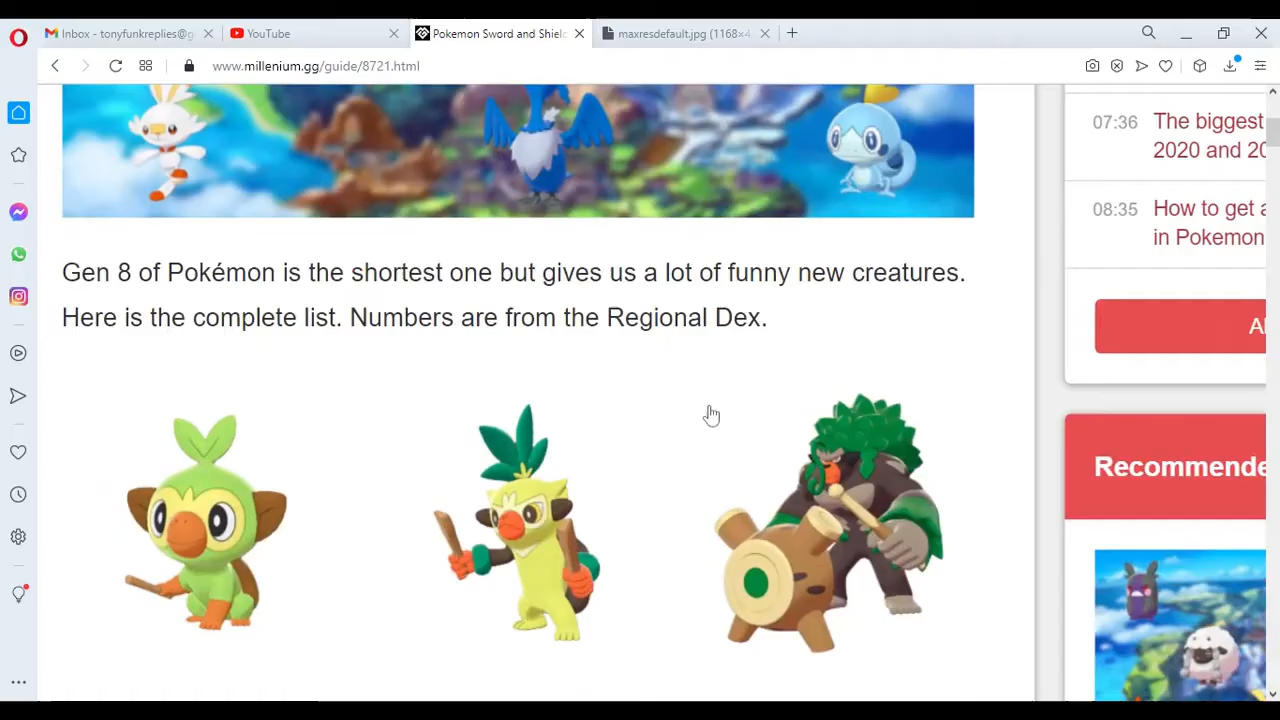 Inbox - tonyfunkreplies@g
YouTube
Pokemon Sword and Shield
maxresdefault.jpg (1168×4
www.millenium.gg/guide/8721.html
07:36 The biggest
2020 and 20
08:35 How to get a
in Pokemon
Gen 8 of Pokémon is the shortest one but gives us a lot of funny new creatures.
Here is the complete list. Numbers are from the Regional Dex.
Al
Recommende